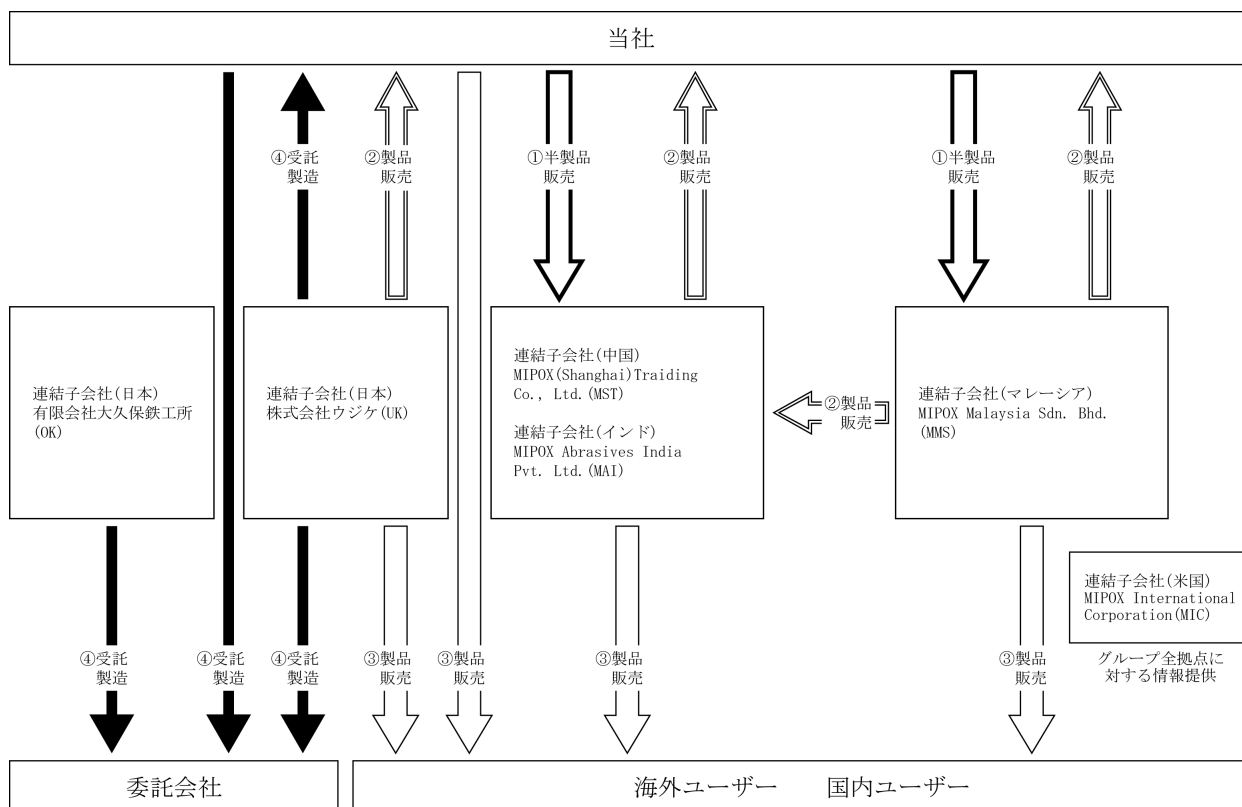 当社
④受託
製造
②製品
販売
①半製品
販売
②製品
販売
①半製品
販売
②製品
販売
連結子会社(日本)
有限会社大久保鉄工所
(OK)
連結子会社(日本)
株式会社ウジケ(UK)
連結子会社(中国)
MIPOX(Shanghai)Traiding
Co., Ltd.(MST)
連結子会社(インド)
MIPOX Abrasives India
Pvt. Ltd.(MAI)
②製品
販売
連結子会社(マレーシア)
MIPOX Malaysia Sdn. Bhd.
(MMS)
連結子会社(米国)
MIPOX International
Corporation(MIC)
グループ全拠点に
対する情報提供
④受託
製造
④受託
製造
④受託
製造
③製品
販売
③製品
販売
③製品
販売
③製品
販売
委託会社
海外ユーザー 国内ユーザー